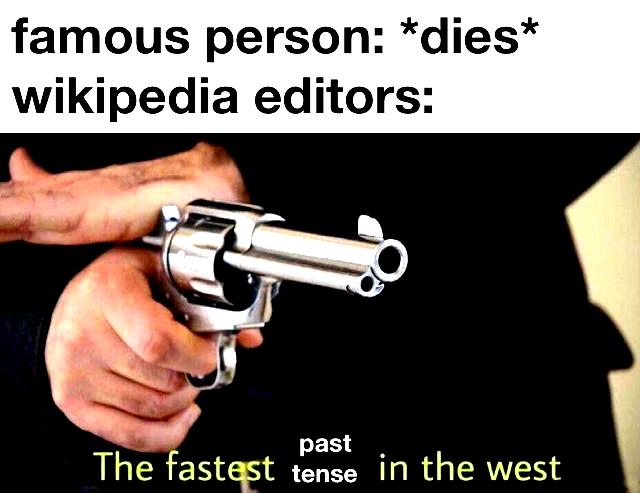 famous person: *dies*
wikipedia editors:
The fastest past tense in the west